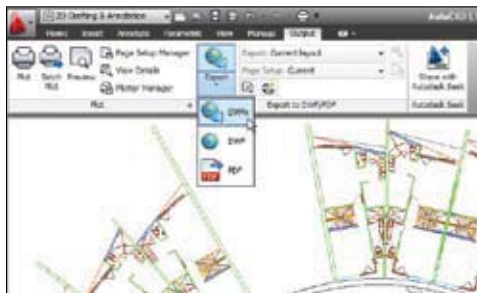 2D Drafting & Annotation
AutoCAD
Home Insert Annotate Parametric View Manage Output
Plot
Batch Plot
Preview
Page Setup Manager
View Details
Plotter Manager
Export
Export: Current layout
Page Setup: Current
Share with Autodesk Seek
Plot
Export to DWF/PDF
Autodesk Seek
DWFx
DWF
PDF